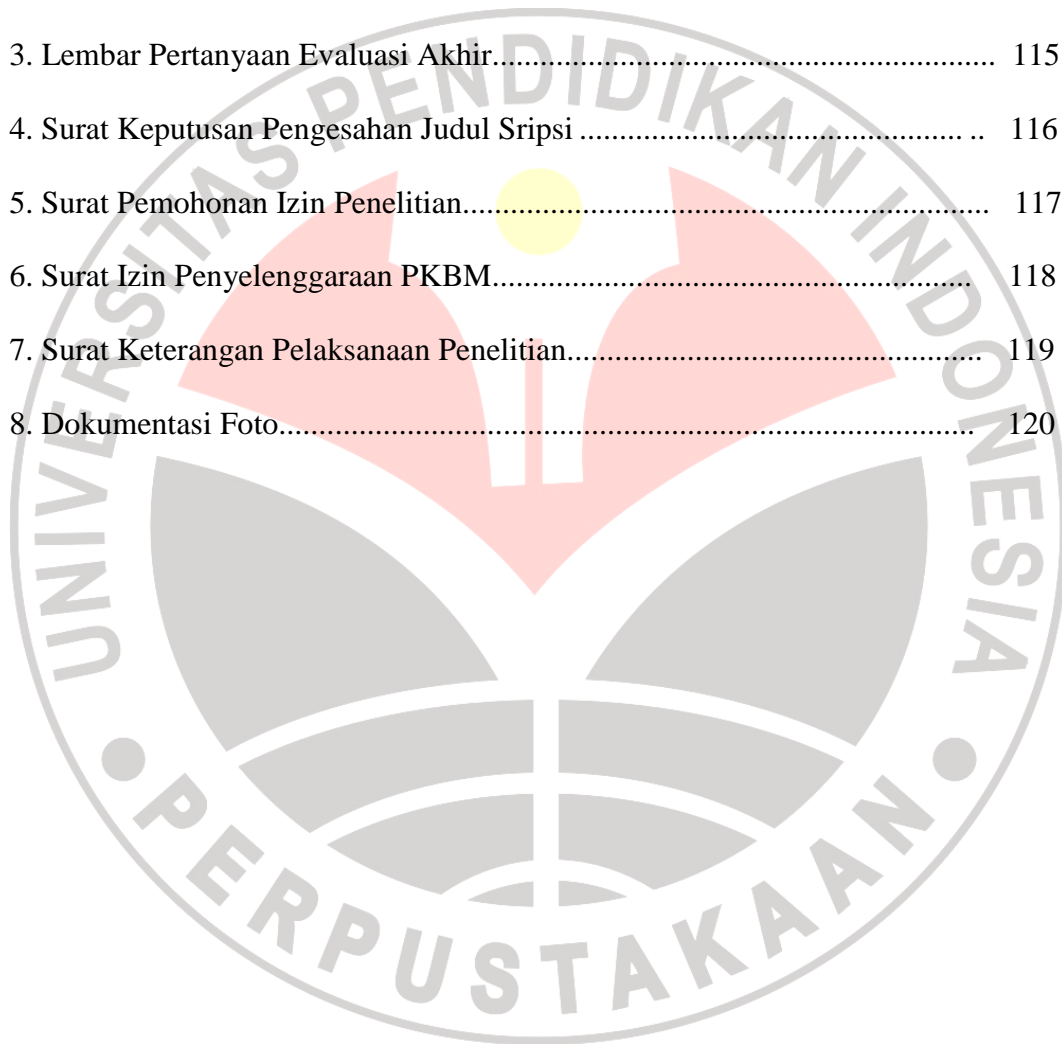 3. Lembar Pertanyaan Evaluasi Akhir............................................................. 115
4. Surat Keputusan Pengesahan Judul Sripsi .............................................. .. 116
5. Surat Pemohonan Izin Penelitian................................................................ 117
6. Surat Izin Penyelenggaraan PKBM.......................................................... 118
7. Surat Keterangan Pelaksanaan Penelitian.................................................. 119
8. Dokumentasi Foto.................................................................................... 120
UNIVERSITAS PENDIDIKAN INDONESIA
PERPUSTAKAAN